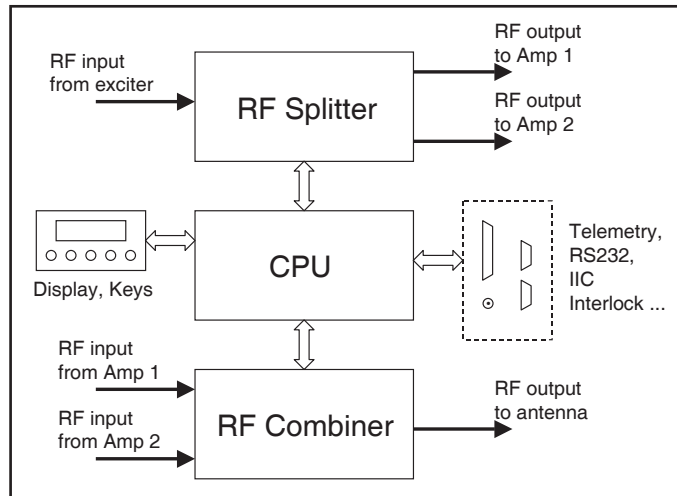 RF input
from exciter
RF Splitter
RF output
to Amp 1
RF output
to Amp 2
Display, Keys
CPU
Telemetry,
RS232,
IIC
Interlock ...
RF input
from Amp 1
RF input
from Amp 2
RF Combiner
RF output
to antenna